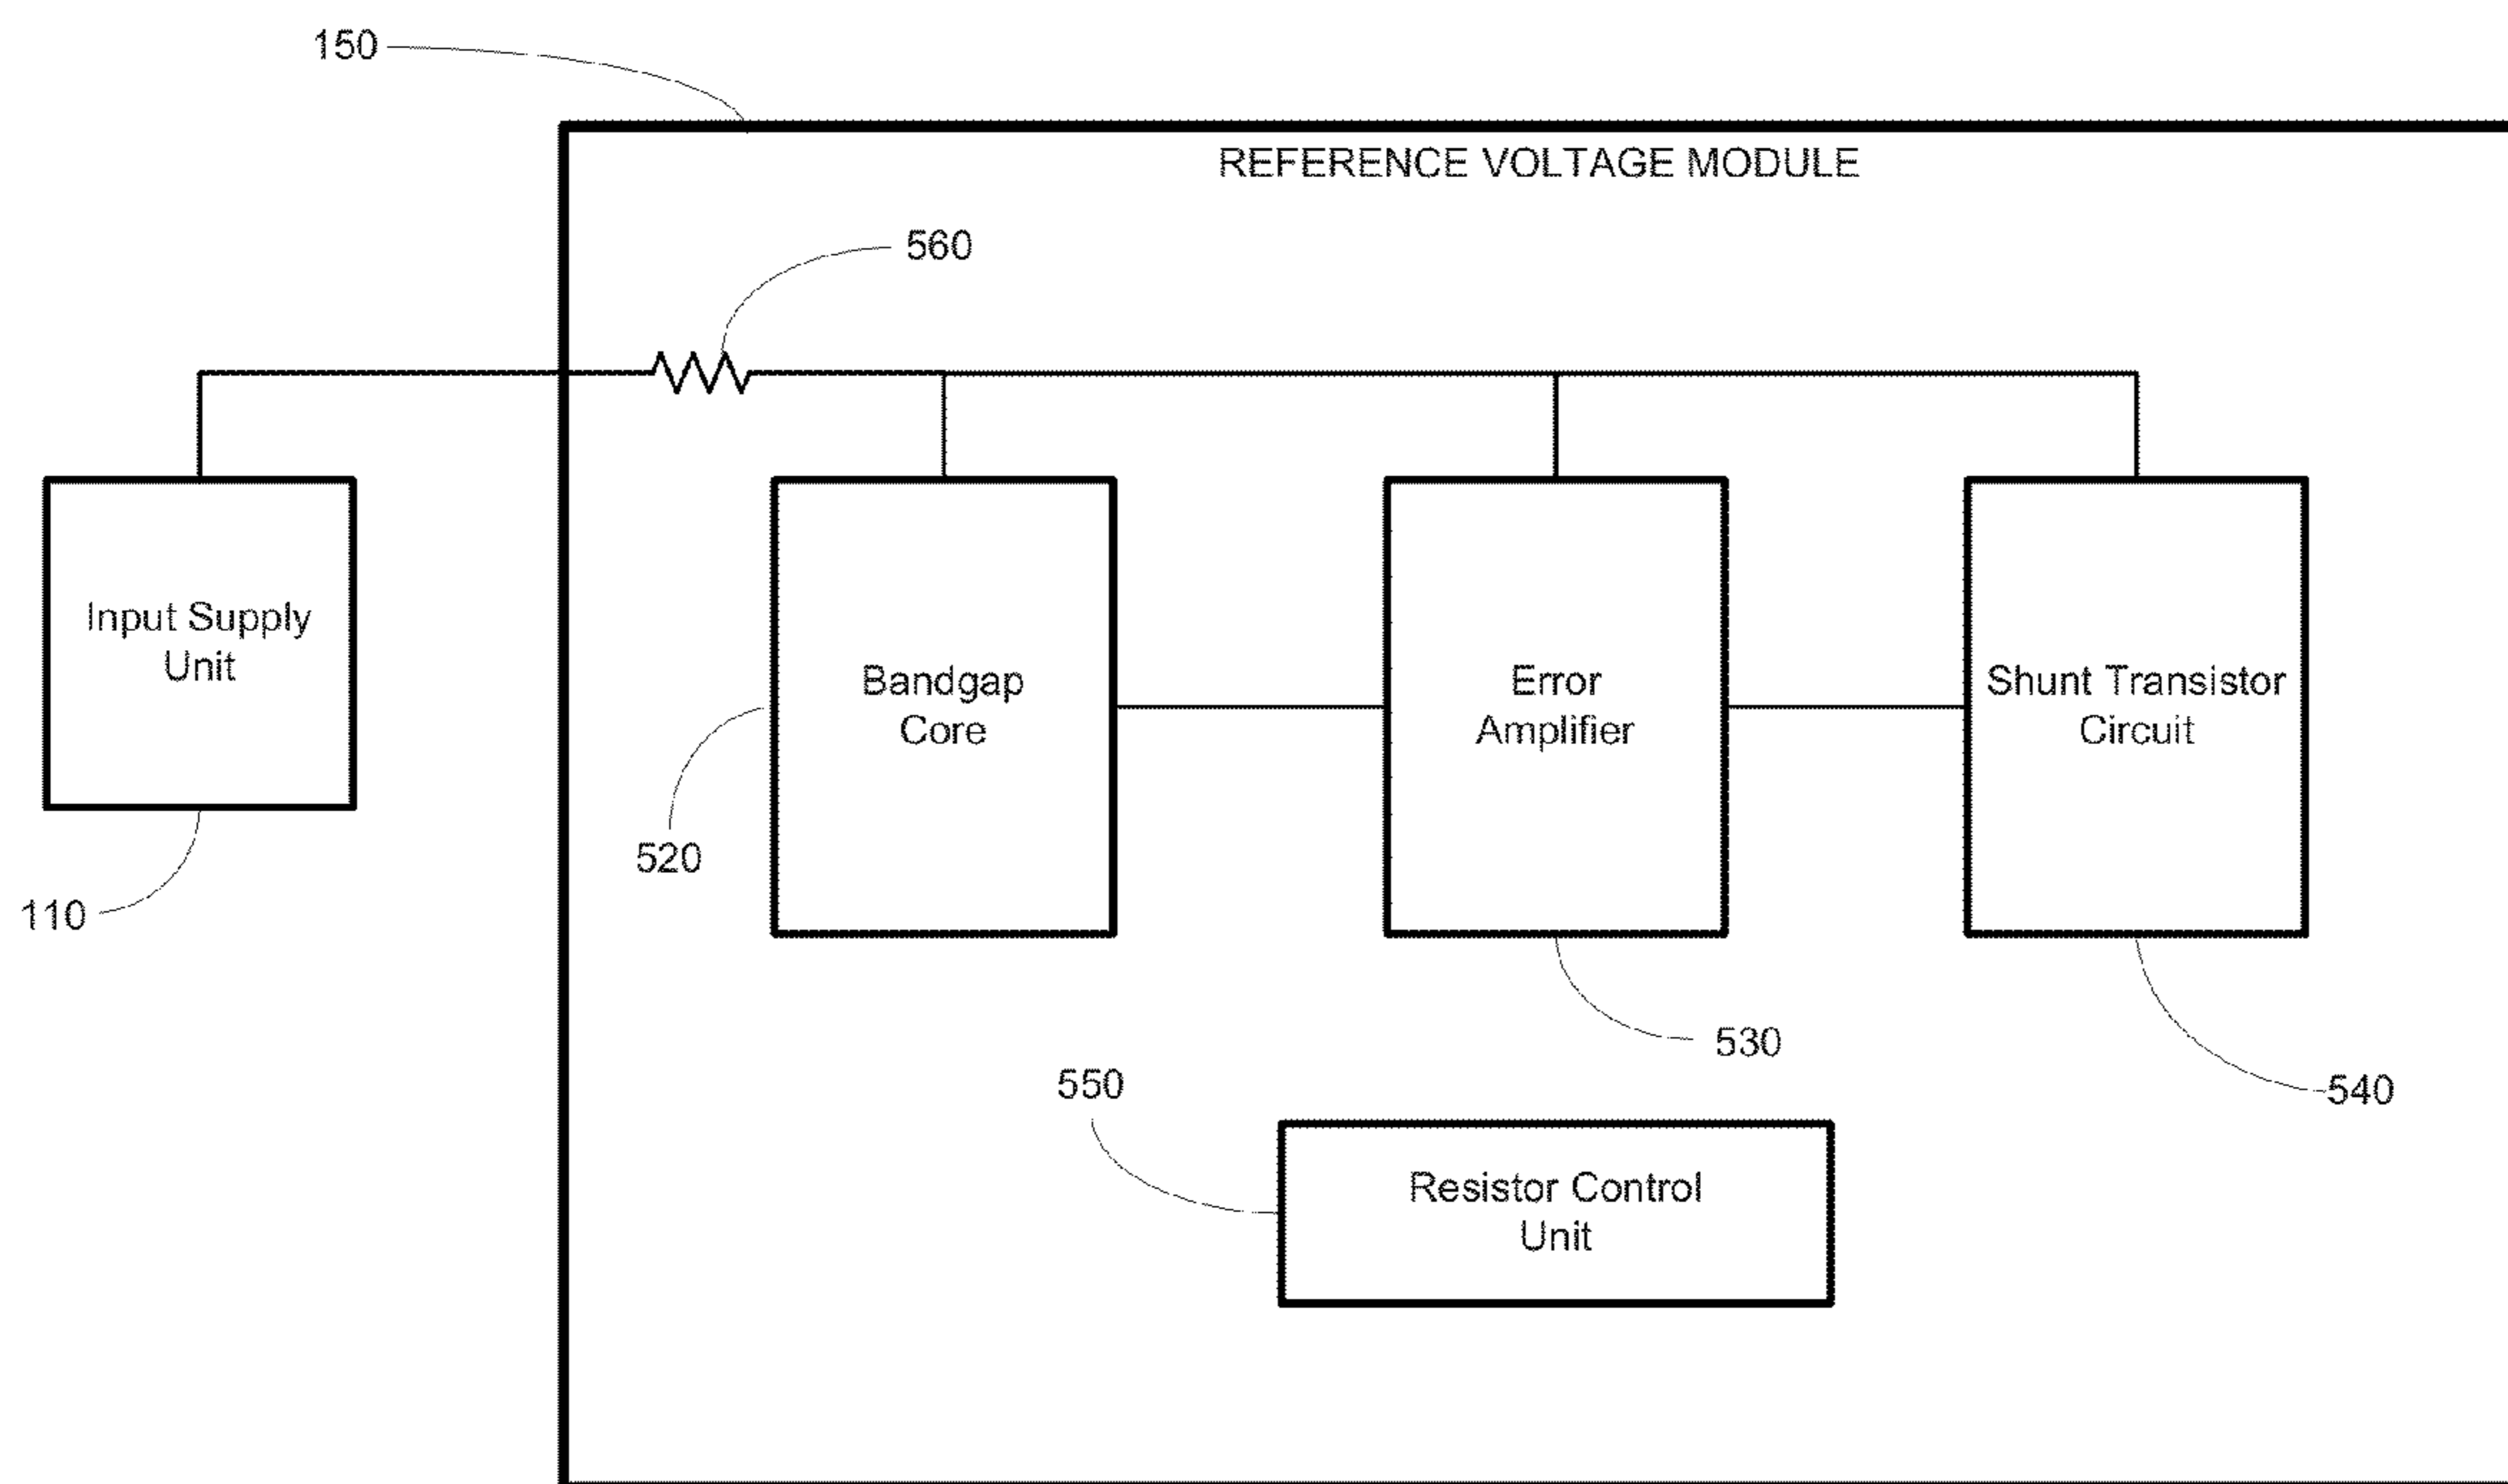 150
REFERENCE VOLTAGE MODULE
560
Input Supply
Unit
Bandgap
Core
Error
Amplifier
Shunt Transistor
Circuit
520
110
530
550
540
Resistor Control
Unit